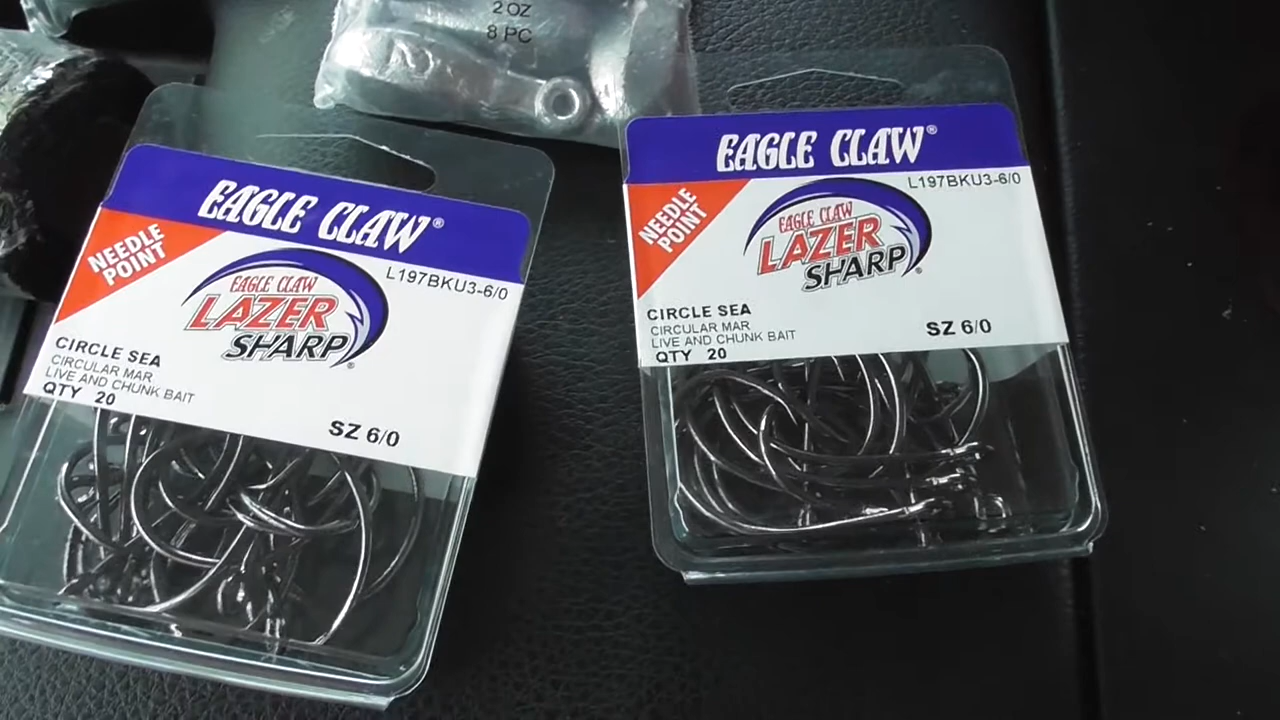 2 OZ
8 PC
EAGLE CLAW®
NEEDLE
POINT
L197BKU3-6/0
EAGLE CLAW
LAZER
SHARP®
CIRCLE SEA
CIRCULAR MAR
LIVE AND CHUNK BAIT
QTY 20
SZ 6/0
EAGLE CLAW®
NEEDLE
POINT
L197BKU3-6/0
EAGLE CLAW
LAZER
SHARP®
CIRCLE SEA
CIRCULAR MAR
LIVE AND CHUNK BAIT
QTY 20
SZ 6/0